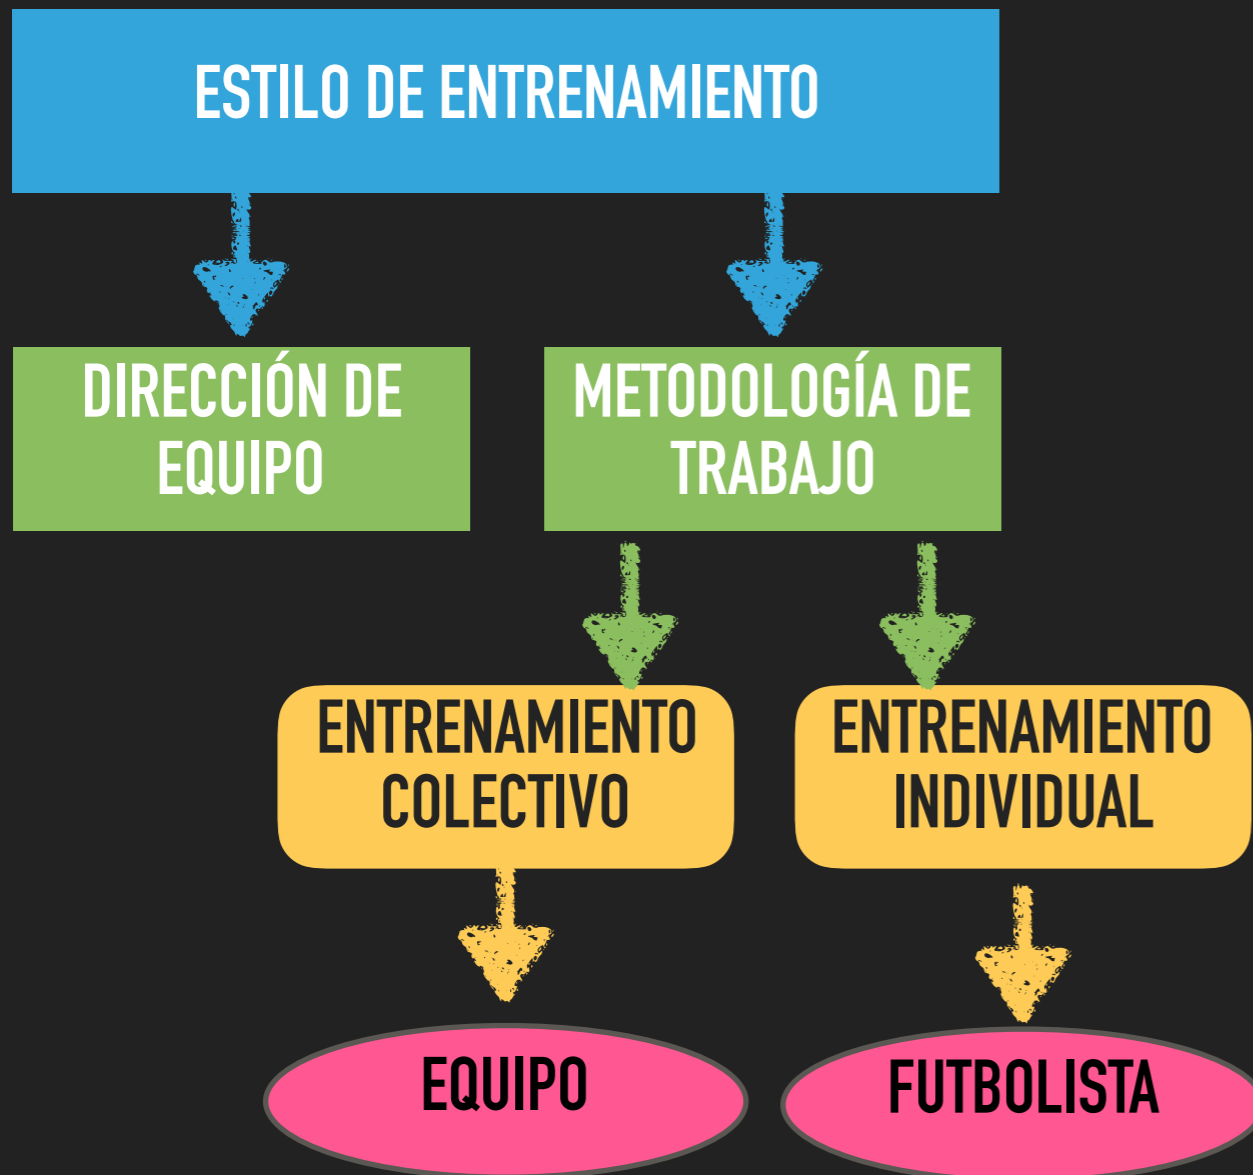 ESTILO DE ENTRENAMIENTO
DIRECCIÓN DE
EQUIPO
METODOLOGÍA DE
TRABAJO
ENTRENAMIENTO
COLECTIVO
ENTRENAMIENTO
INDIVIDUAL
EQUIPO
FUTBOLISTA